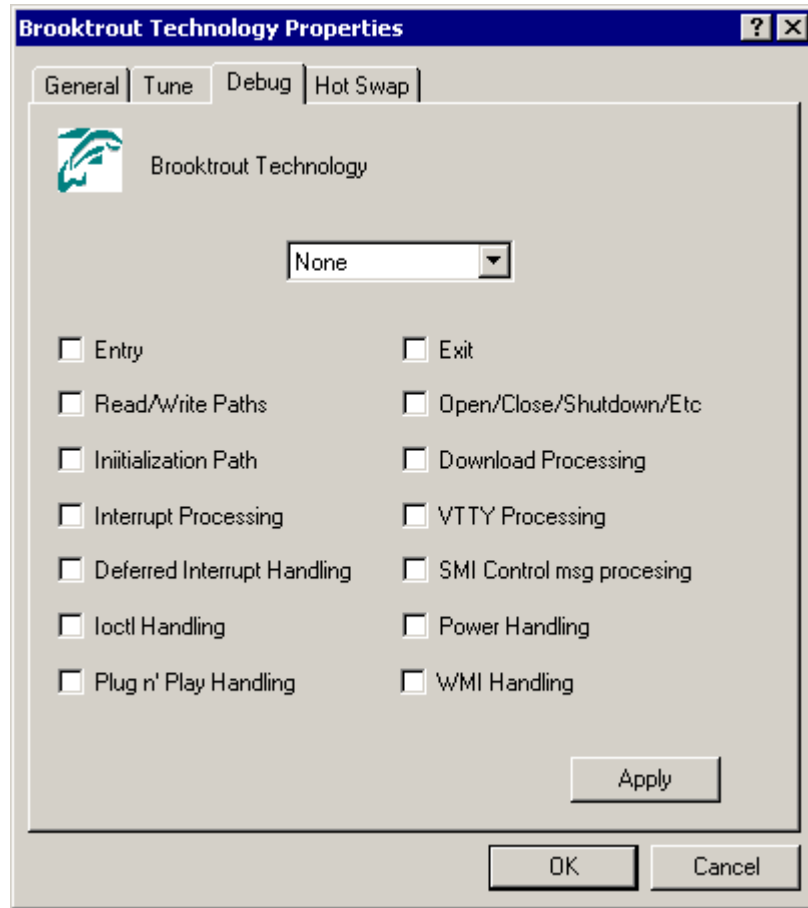 Brooktrout Technology Properties
General Tune Debug Hot Swap
Brooktrout Technology
None
Entry Exit
Read/Write Paths Open/Close/Shutdown/Etc
Iniitialization Path Download Processing
Interrupt Processing VTTY Processing
Deferred Interrupt Handling SMI Control msg procesing
Ioctl Handling Power Handling
Plug n' Play Handling WMI Handling
Apply
OK Cancel